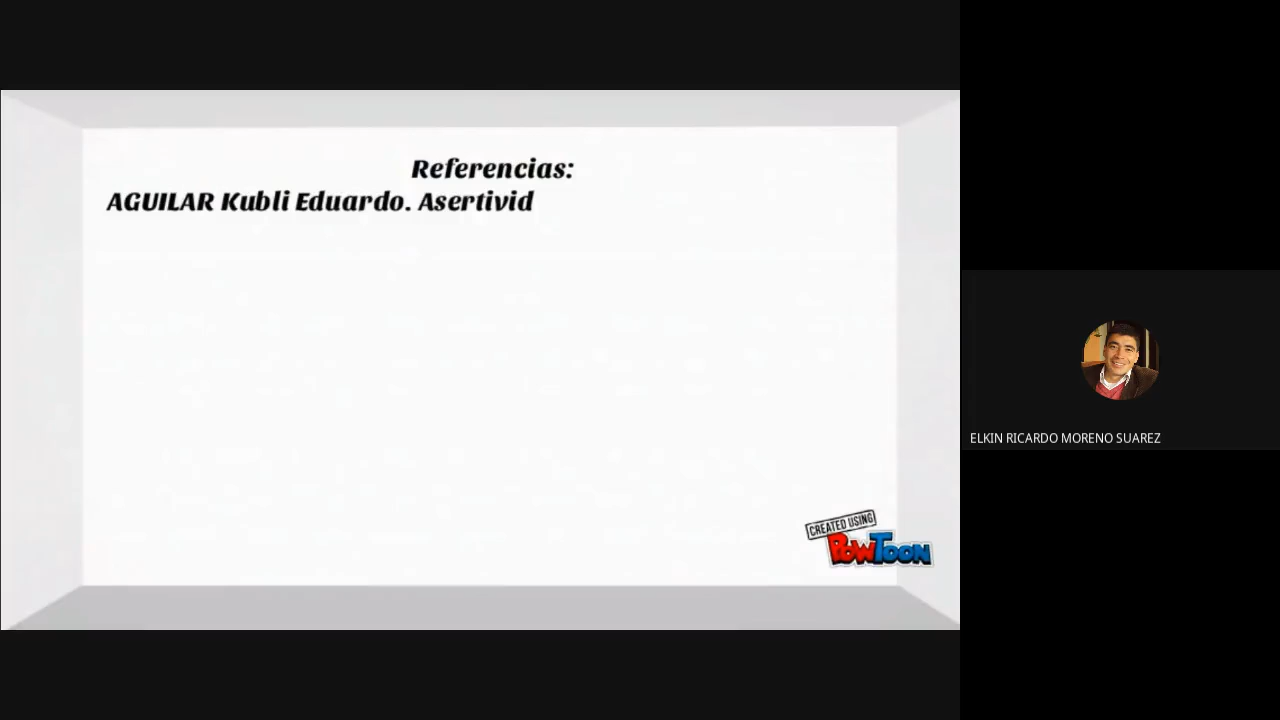 Referencias:
AGUILAR Kubli Eduardo. Asertivid
CREATED USING
POWTOON
ELKIN RICARDO MORENO SUAREZ